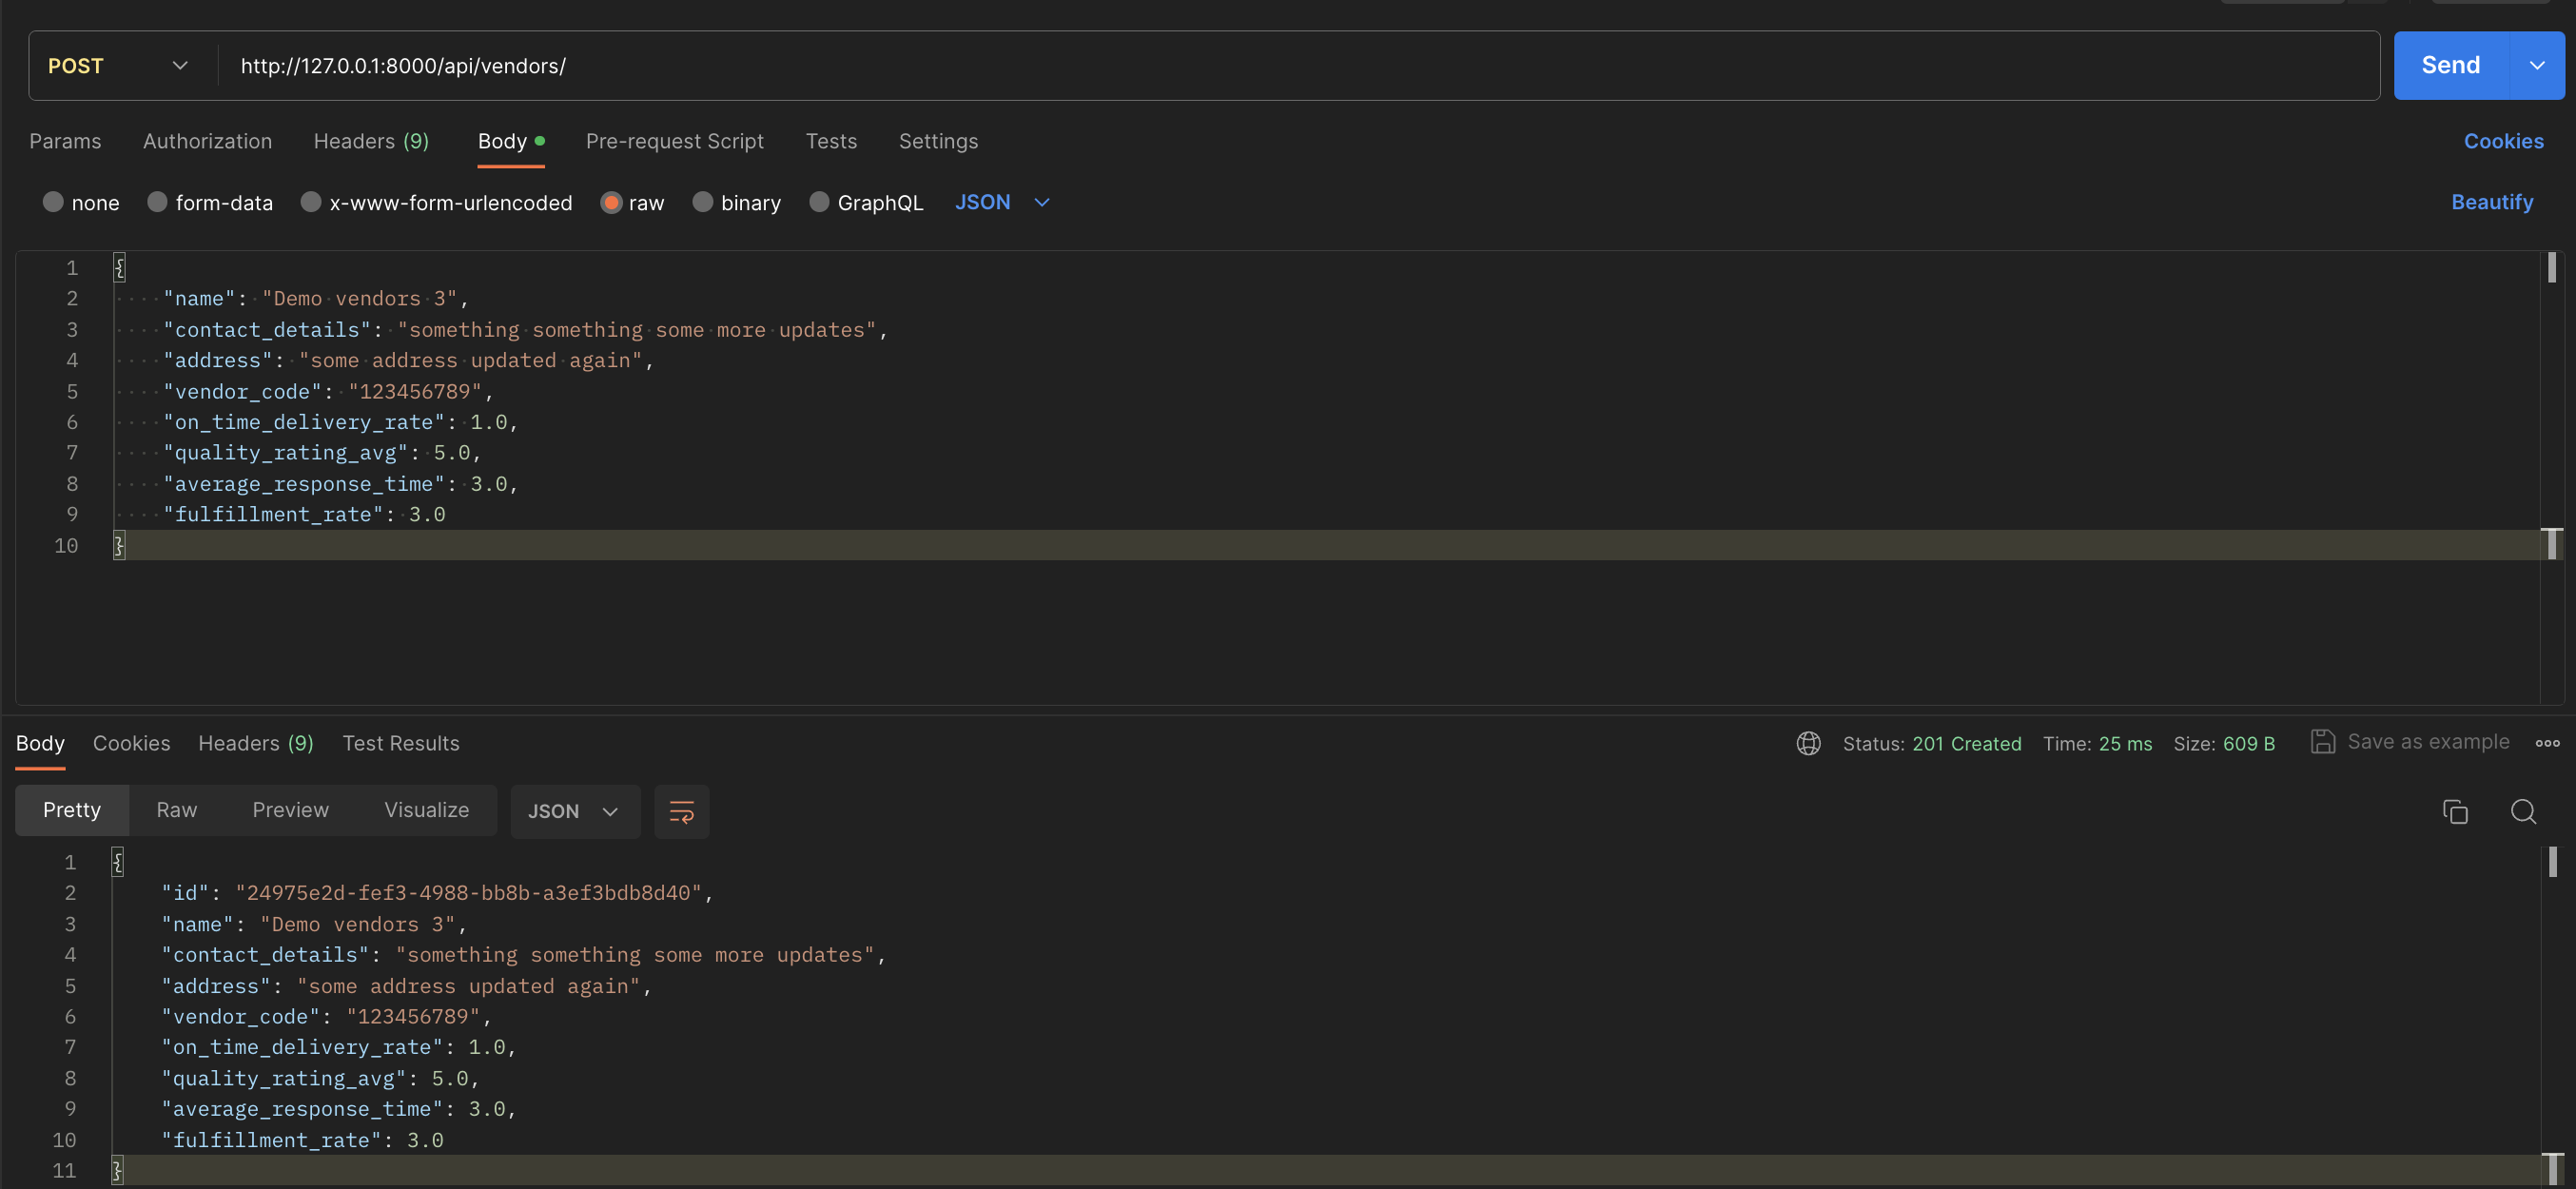 POST http://127.0.0.1:8000/api/vendors/ Send
Params Authorization Headers (9) Body Pre-request Script Tests Settings Cookies
none form-data x-www-form-urlencoded raw binary GraphQL JSON Beautify
1 {
2 "name": "Demo vendors 3",
3 "contact_details": "something something some more updates",
4 "address": "some address updated again",
5 "vendor_code": "123456789",
6 "on_time_delivery_rate": 1.0,
7 "quality_rating_avg": 5.0,
8 "average_response_time": 3.0,
9 "fulfillment_rate": 3.0
10 }
Body Cookies Headers (9) Test Results Status: 201 Created Time: 25 ms Size: 609 B Save as example
Pretty Raw Preview Visualize JSON
1 {
2 "id": "24975e2d-fef3-4988-bb8b-a3ef3bdb8d40",
3 "name": "Demo vendors 3",
4 "contact_details": "something something some more updates",
5 "address": "some address updated again",
6 "vendor_code": "123456789",
7 "on_time_delivery_rate": 1.0,
8 "quality_rating_avg": 5.0,
9 "average_response_time": 3.0,
10 "fulfillment_rate": 3.0
11 }